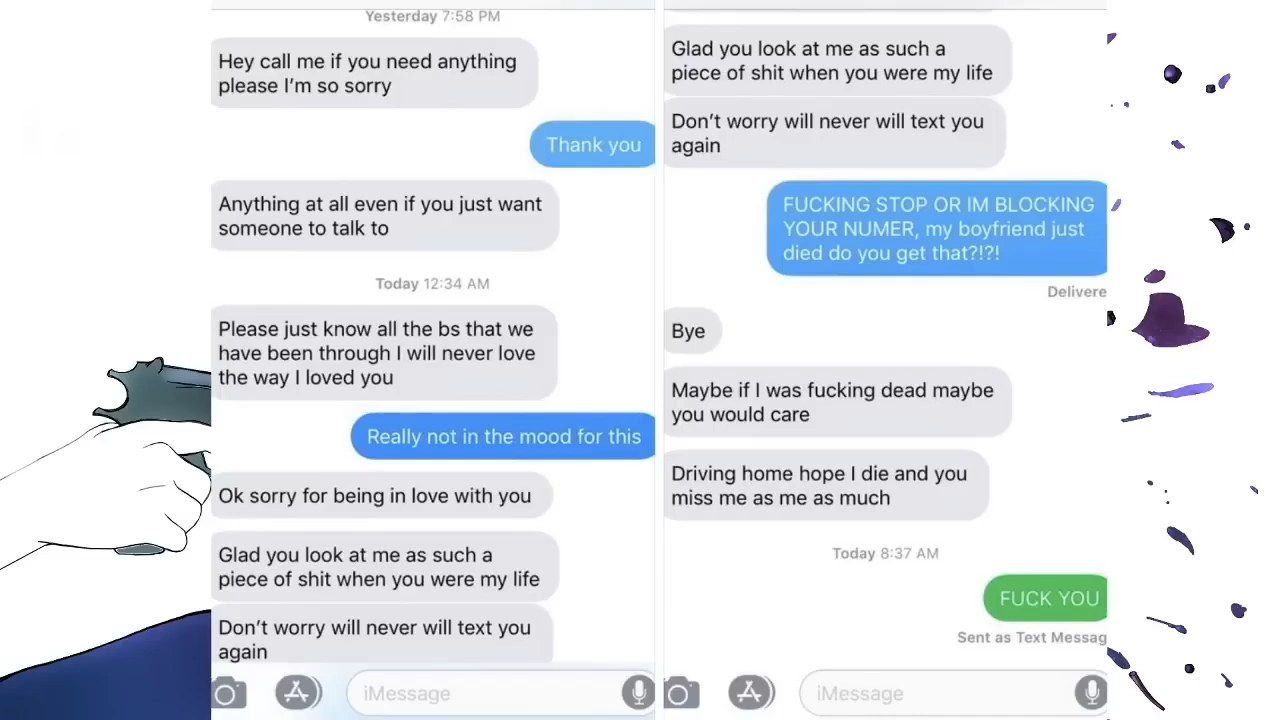 Yesterday 7:58 PM
Hey call me if you need anything
please I'm so sorry
Thank you
Anything at all even if you just want
someone to talk to
Today 12:34 AM
Please just know all the bs that we
have been through I will never love
the way I loved you
Really not in the mood for this
Ok sorry for being in love with you
Glad you look at me as such a
piece of shit when you were my life
Don't worry will never will text you
again
iMessage
Glad you look at me as such a
piece of shit when you were my life
Don't worry will never will text you
again
FUCKING STOP OR IM BLOCKING
YOUR NUMER, my boyfriend just
died do you get that?!?!
Delivere
Bye
Maybe if I was fucking dead maybe
you would care
Driving home hope I die and you
miss me as me as much
Today 8:37 AM
FUCK YOU
Sent as Text Messag
iMessage